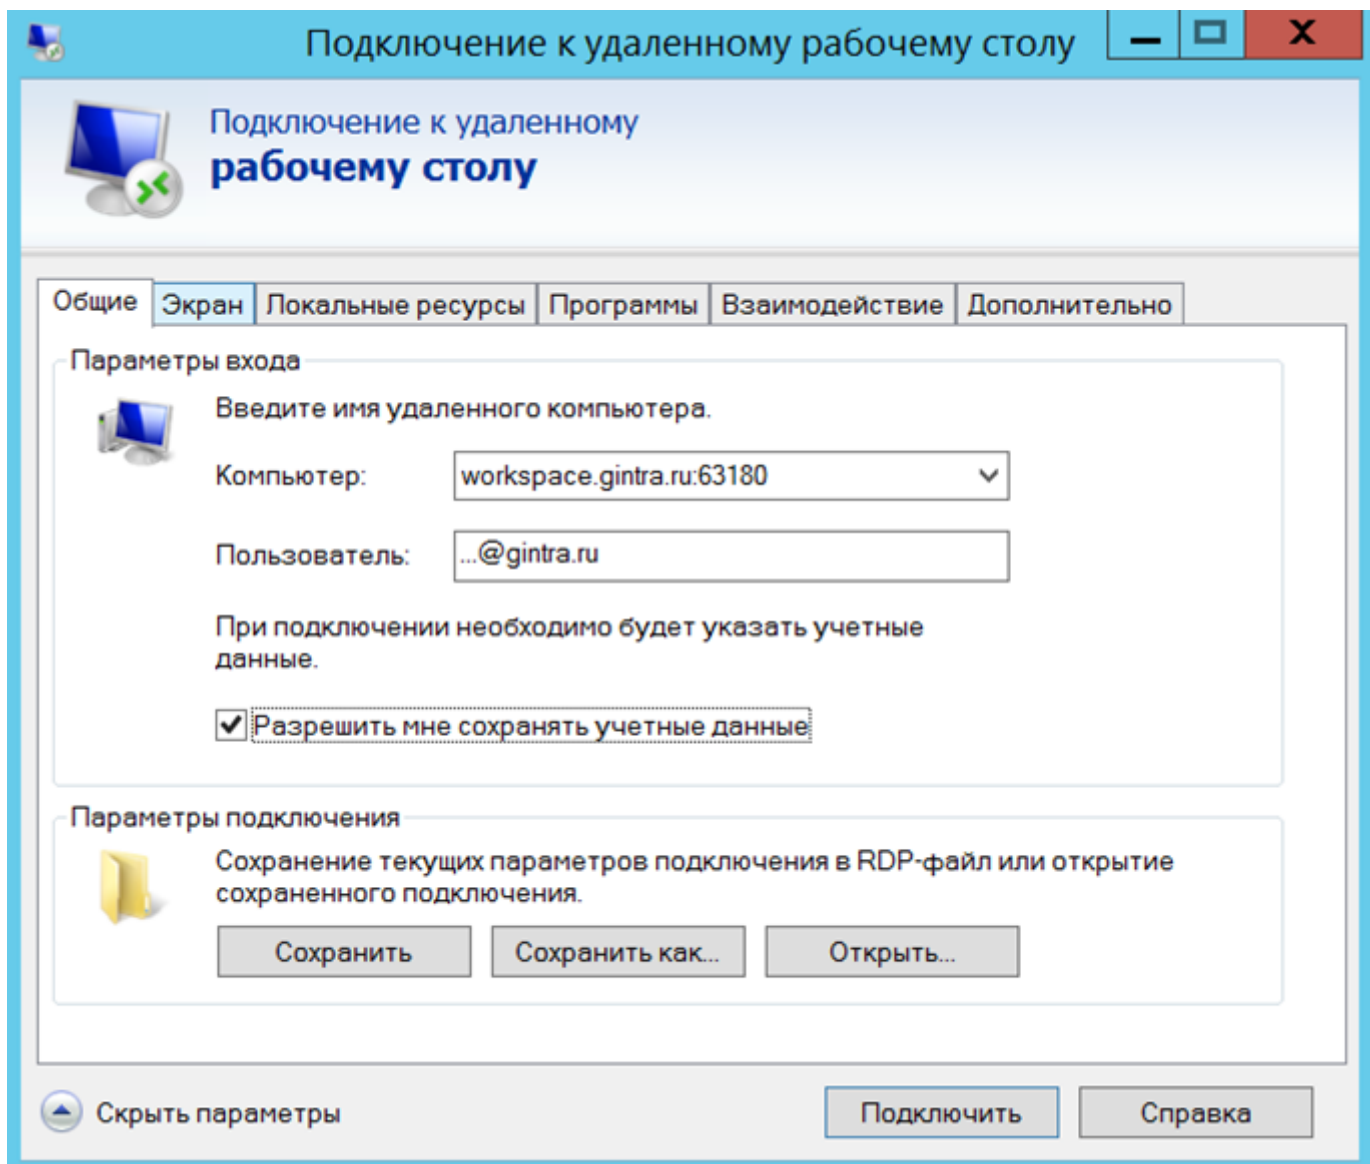 Подключение к удаленному рабочему столу
Подключение к удаленному
рабочему столу
Общие Экран Локальные ресурсы Программы Взаимодействие Дополнительно
Параметры входа
Введите имя удаленного компьютера.
Компьютер: workspace.gintra.ru:63180
Пользователь: ...@gintra.ru
При подключении необходимо будет указать учетные
данные.
Разрешить мне сохранять учетные данные
Параметры подключения
Сохранение текущих параметров подключения в RDP-файл или открытие
сохраненного подключения.
Сохранить Сохранить как... Открыть...
Скрыть параметры Подключить Справка